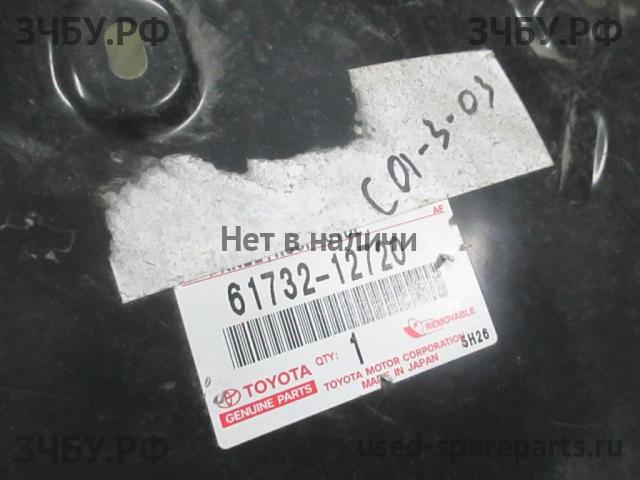 ЗЧБУ.РФ
ЗЧБУ.РФ
C01-3-03
AE
Нет в наличии
61732-12720
REMOVABLE
QTY: 1
SH26
TOYOTA
GENUINE PARTS
TOYOTA MOTOR CORPORATION
MADE IN JAPAN
ЗЧБУ.РФ
used-spareparts.ru